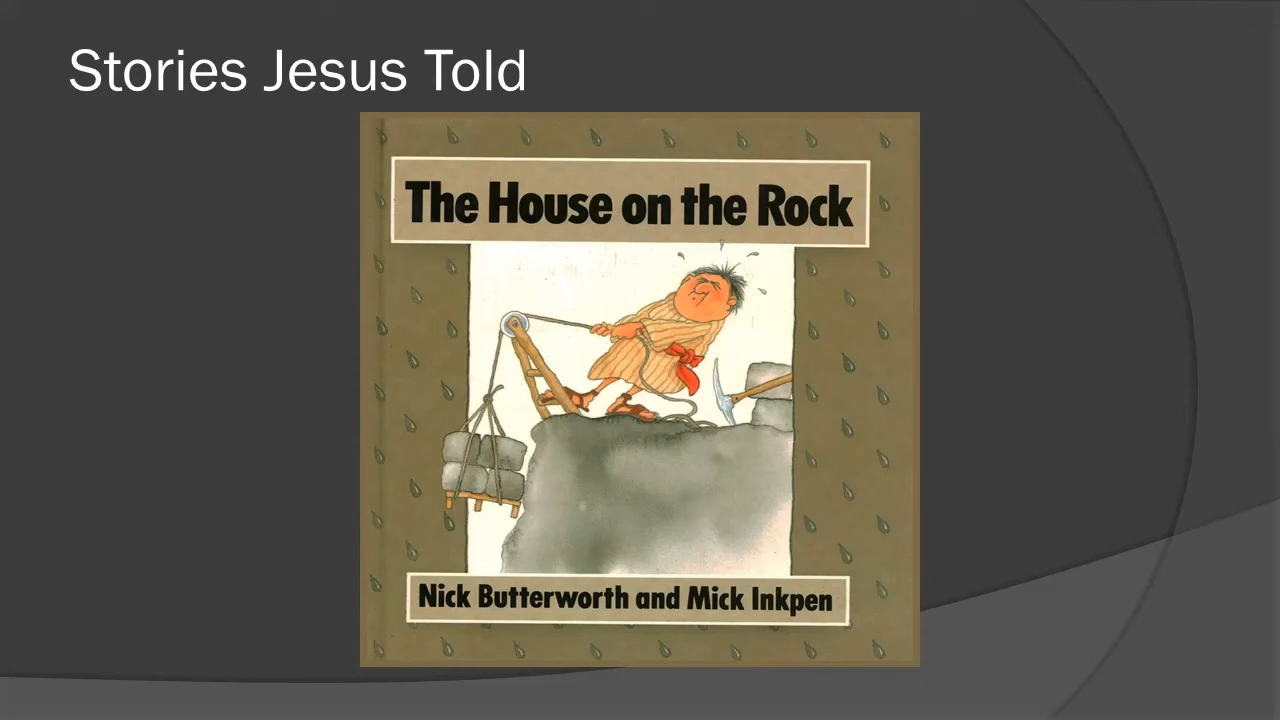 Stories Jesus Told
The House on the Rock
Nick Butterworth and Mick Inkpen